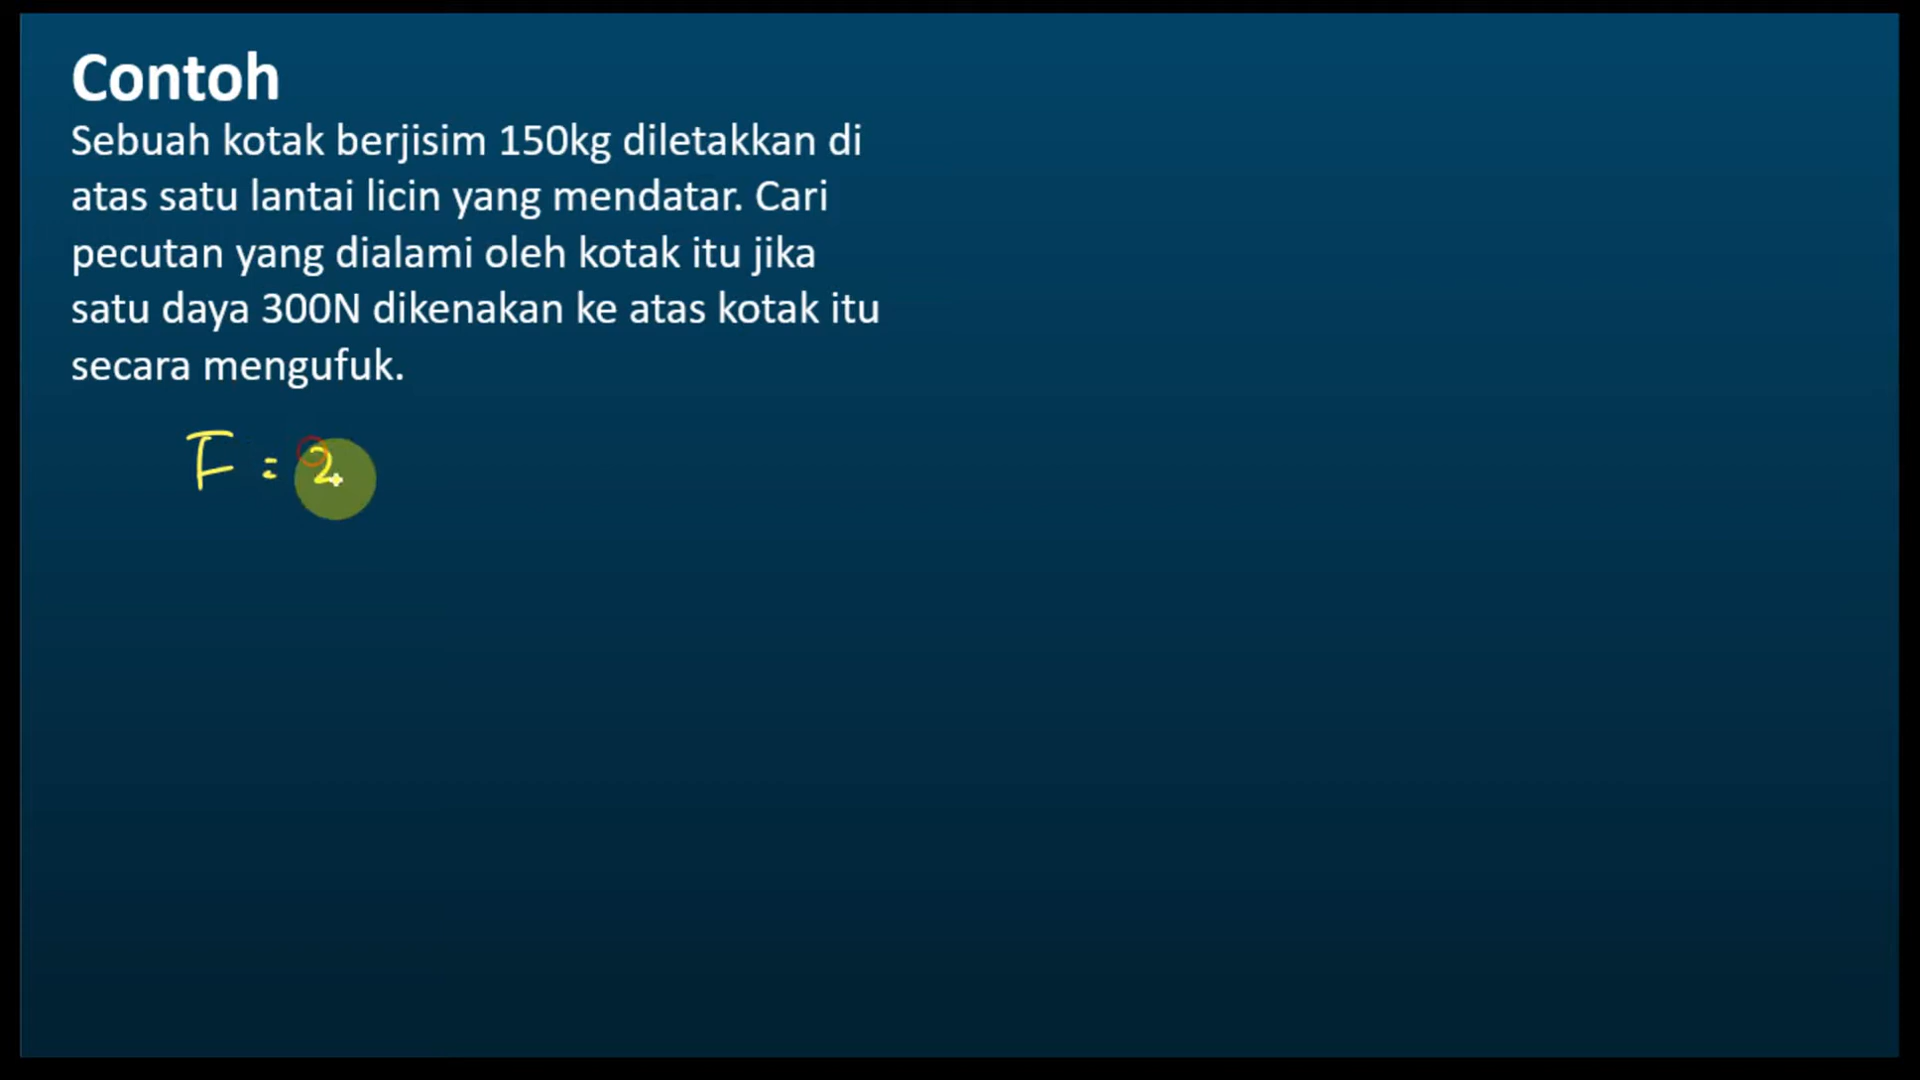 Contoh
Sebuah kotak berjisim 150kg diletakkan di
atas satu lantai licin yang mendatar. Cari
pecutan yang dialami oleh kotak itu jika
satu daya 300N dikenakan ke atas kotak itu
secara mengufuk.
F = 2